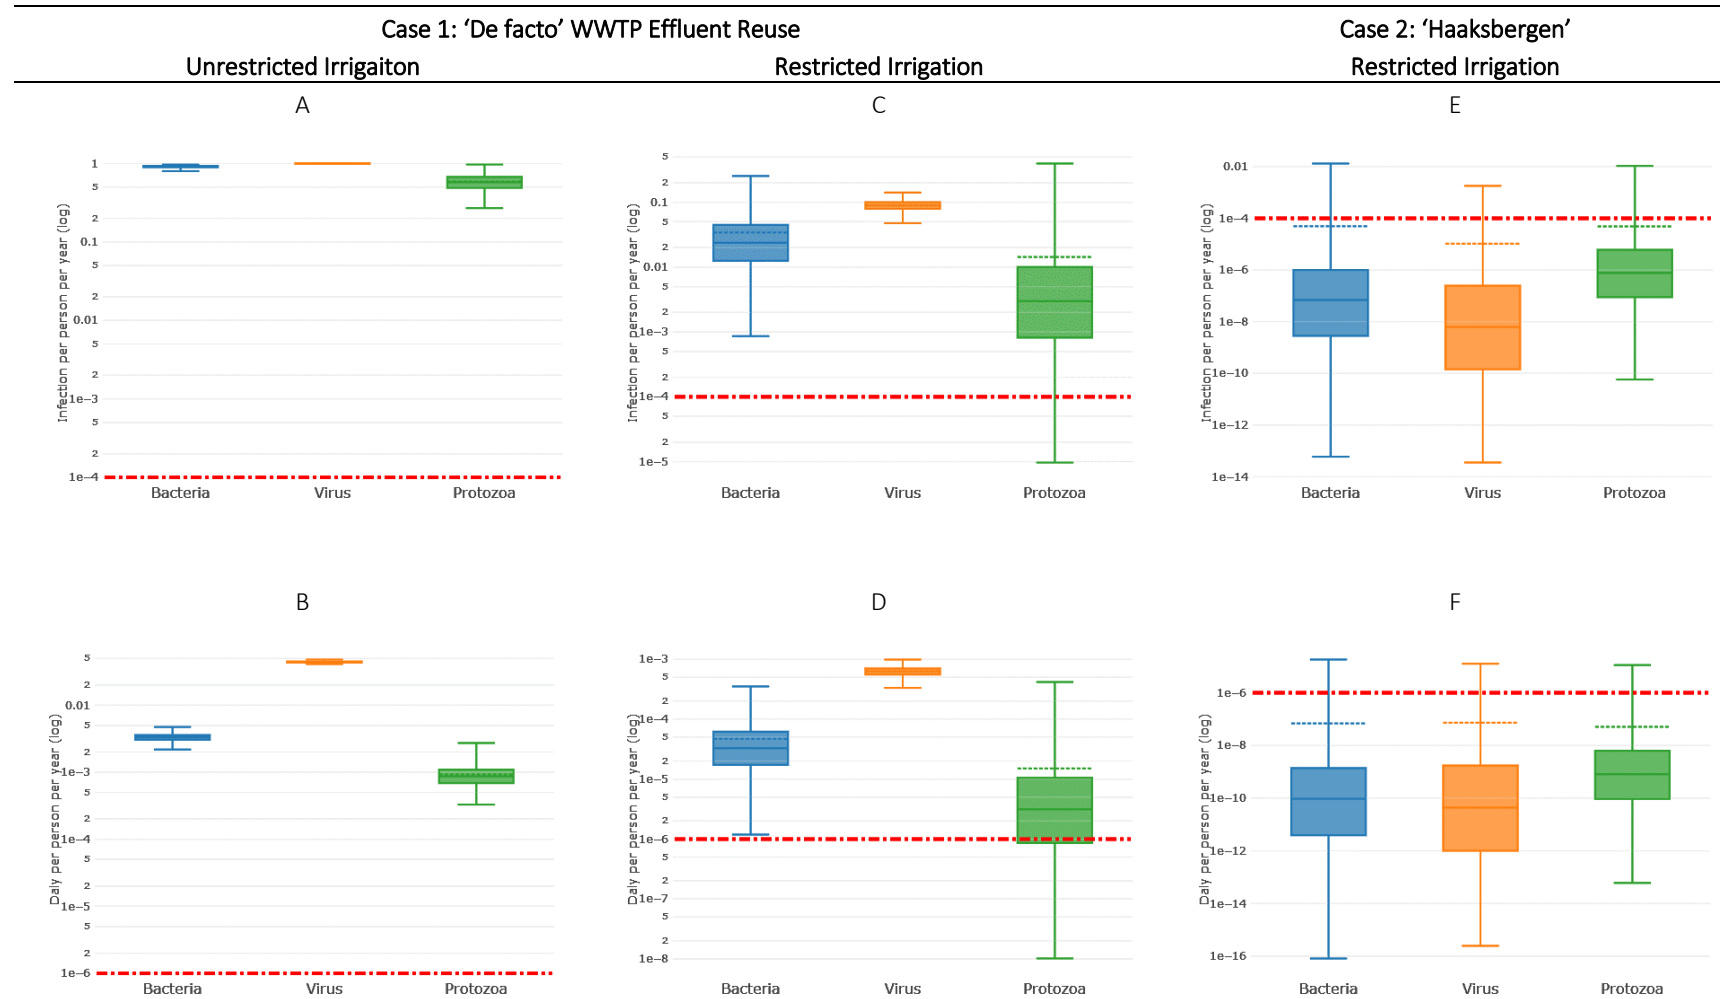 Case 1: ‘De facto’ WWTP Effluent Reuse
Case 2: ‘Haaksbergen’
Unrestricted Irrigaiton
Restricted Irrigation
Restricted Irrigation
A
Infection per person per year (log)
1
5
2
0.1
5
2
0.01
5
2
1e−3
5
2
1e−4
Bacteria
Virus
Protozoa
C
Infection per person per year (log)
5
2
0.1
5
2
0.01
5
2
1e−3
5
2
1e−4
5
2
1e−5
Bacteria
Virus
Protozoa
E
Infection per person per year (log)
0.01
1e−4
1e−6
1e−8
1e−10
1e−12
1e−14
Bacteria
Virus
Protozoa
B
Daly per person per year (log)
5
2
0.01
5
2
1e−3
5
2
1e−4
5
2
1e−5
5
2
1e−6
Bacteria
Virus
Protozoa
D
Daly per person per year (log)
1e−3
5
2
1e−4
5
2
1e−5
5
2
1e−6
5
2
1e−7
5
2
1e−8
Bacteria
Virus
Protozoa
F
Daly per person per year (log)
1e−6
1e−8
1e−10
1e−12
1e−14
1e−16
Bacteria
Virus
Protozoa